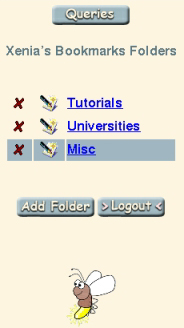 Queries
Xenia's Bookmarks Folders
Tutorials
Universities
Misc
Add Folder
> Logout <